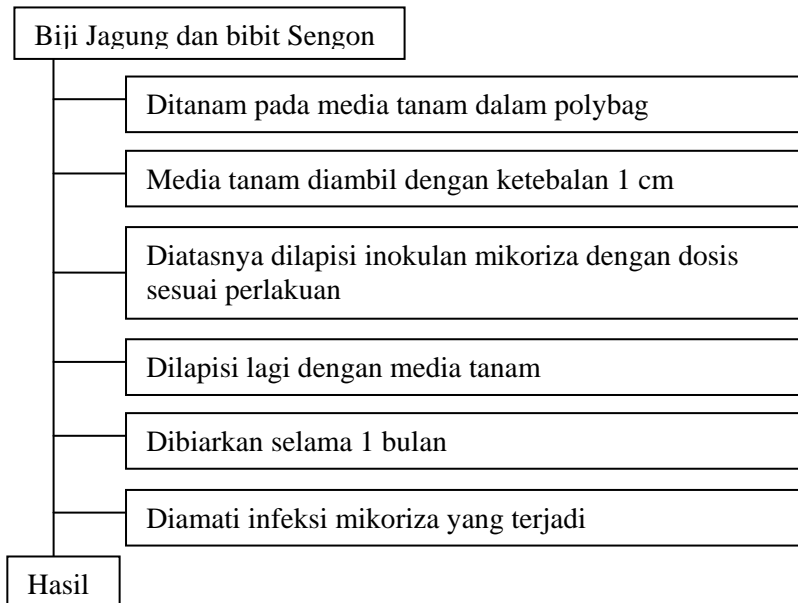 Biji Jagung dan bibit Sengon
Ditanam pada media tanam dalam polybag
Media tanam diambil dengan ketebalan 1 cm
Diatasnya dilapisi inokulan mikoriza dengan dosis
sesuai perlakuan
Dilapisi lagi dengan media tanam
Dibiarkan selama 1 bulan
Diamati infeksi mikoriza yang terjadi
Hasil